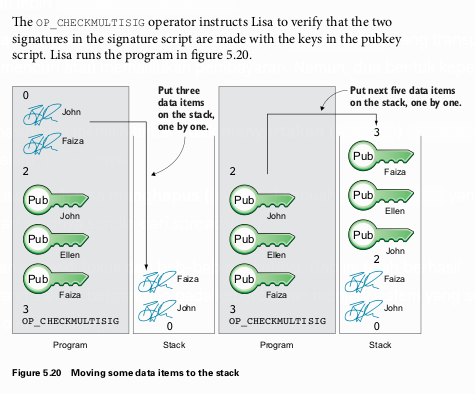 The OP_CHECKMULTISIG operator instructs Lisa to verify that the two
signatures in the signature script are made with the keys in the pubkey
script. Lisa runs the program in figure 5.20.
0
John
Faiza
2
Pub
John
Pub
Ellen
Pub
Faiza
3
OP_CHECKMULTISIG
Program
Put three
data items
on the stack,
one by one.
Faiza
John
0
Stack
2
Pub
John
Pub
Ellen
Pub
Faiza
3
OP_CHECKMULTISIG
Program
Put next five data items
on the stack, one by one.
3
Pub
Faiza
Pub
Ellen
Pub
John
2
Faiza
John
0
Stack
Figure 5.20 Moving some data items to the stack